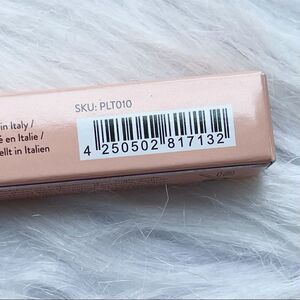 SKU: PLT010
in Italy /
é en Italie /
ellt in Italien
4 250502 817132